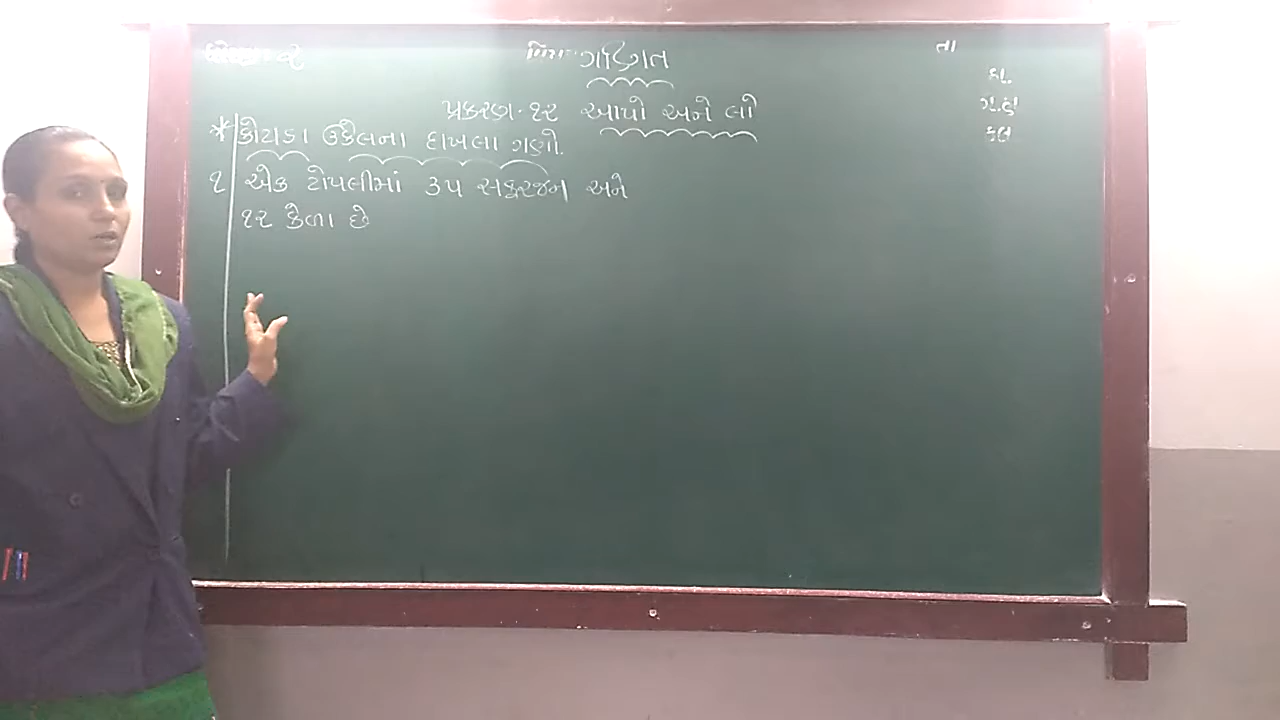 ગણિત
તા
પ્રકરણ-૧૨ આપો અને લો
* કોયડા ઉકેલના દાખલા ગણો.
૧ એક ટોપલીમાં ૩૫ સફરજન અને
૧૨ કેળા છે